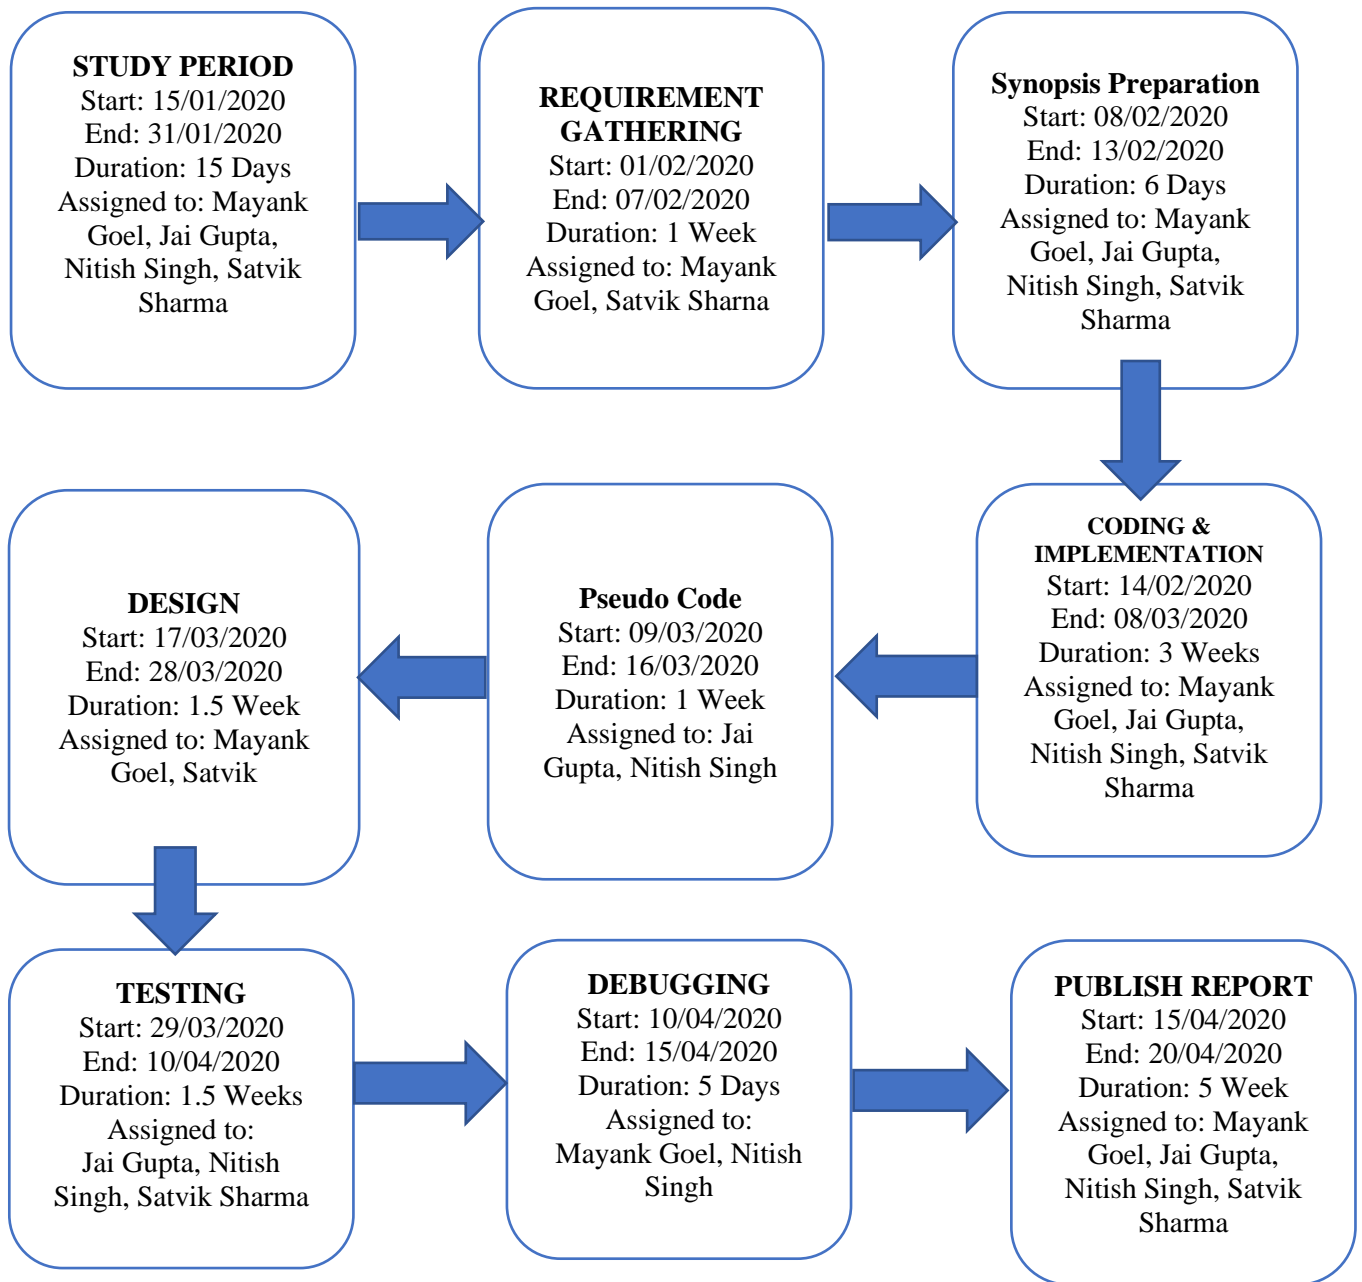 STUDY PERIOD
Start: 15/01/2020
End: 31/01/2020
Duration: 15 Days
Assigned to: Mayank
Goel, Jai Gupta,
Nitish Singh, Satvik
Sharma
REQUIREMENT
GATHERING
Start: 01/02/2020
End: 07/02/2020
Duration: 1 Week
Assigned to: Mayank
Goel, Satvik Sharna
Synopsis Preparation
Start: 08/02/2020
End: 13/02/2020
Duration: 6 Days
Assigned to: Mayank
Goel, Jai Gupta,
Nitish Singh, Satvik
Sharma
CODING &
IMPLEMENTATION
Start: 14/02/2020
End: 08/03/2020
Duration: 3 Weeks
Assigned to: Mayank
Goel, Jai Gupta,
Nitish Singh, Satvik
Sharma
Pseudo Code
Start: 09/03/2020
End: 16/03/2020
Duration: 1 Week
Assigned to: Jai
Gupta, Nitish Singh
DESIGN
Start: 17/03/2020
End: 28/03/2020
Duration: 1.5 Week
Assigned to: Mayank
Goel, Satvik
TESTING
Start: 29/03/2020
End: 10/04/2020
Duration: 1.5 Weeks
Assigned to:
Jai Gupta, Nitish
Singh, Satvik Sharma
DEBUGGING
Start: 10/04/2020
End: 15/04/2020
Duration: 5 Days
Assigned to:
Mayank Goel, Nitish
Singh
PUBLISH REPORT
Start: 15/04/2020
End: 20/04/2020
Duration: 5 Week
Assigned to: Mayank
Goel, Jai Gupta,
Nitish Singh, Satvik
Sharma